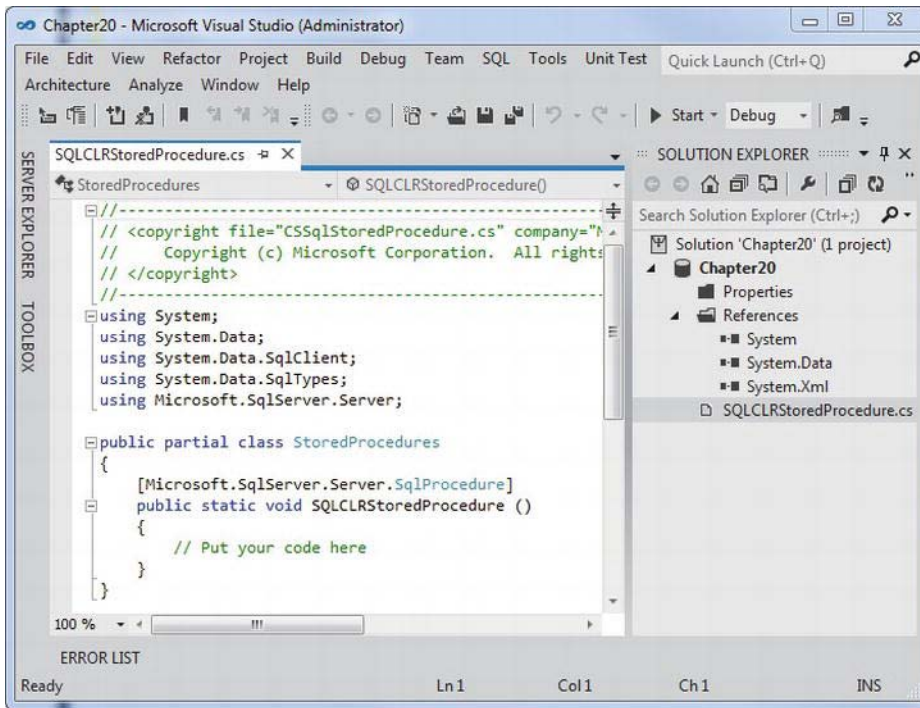 Chapter20 - Microsoft Visual Studio (Administrator)
File Edit View Refactor Project Build Debug Team SQL Tools Unit Test Quick Launch (Ctrl+Q)
Architecture Analyze Window Help
Start Debug
SERVER EXPLORER
TOOLBOX
SQLCLRStoredProcedure.cs
StoredProcedures SQLCLRStoredProcedure()
//-----------------------------------------------------
// <copyright file="CSSqlStoredProcedure.cs" company="M
// Copyright (c) Microsoft Corporation. All rights
// </copyright>
//-----------------------------------------------------
using System;
using System.Data;
using System.Data.SqlClient;
using System.Data.SqlTypes;
using Microsoft.SqlServer.Server;
public partial class StoredProcedures
{
[Microsoft.SqlServer.Server.SqlProcedure]
public static void SQLCLRStoredProcedure ()
{
// Put your code here
}
}
100 %
SOLUTION EXPLORER
Search Solution Explorer (Ctrl+;)
Solution 'Chapter20' (1 project)
Chapter20
Properties
References
System
System.Data
System.Xml
SQLCLRStoredProcedure.cs
ERROR LIST
Ready Ln 1 Col 1 Ch 1 INS